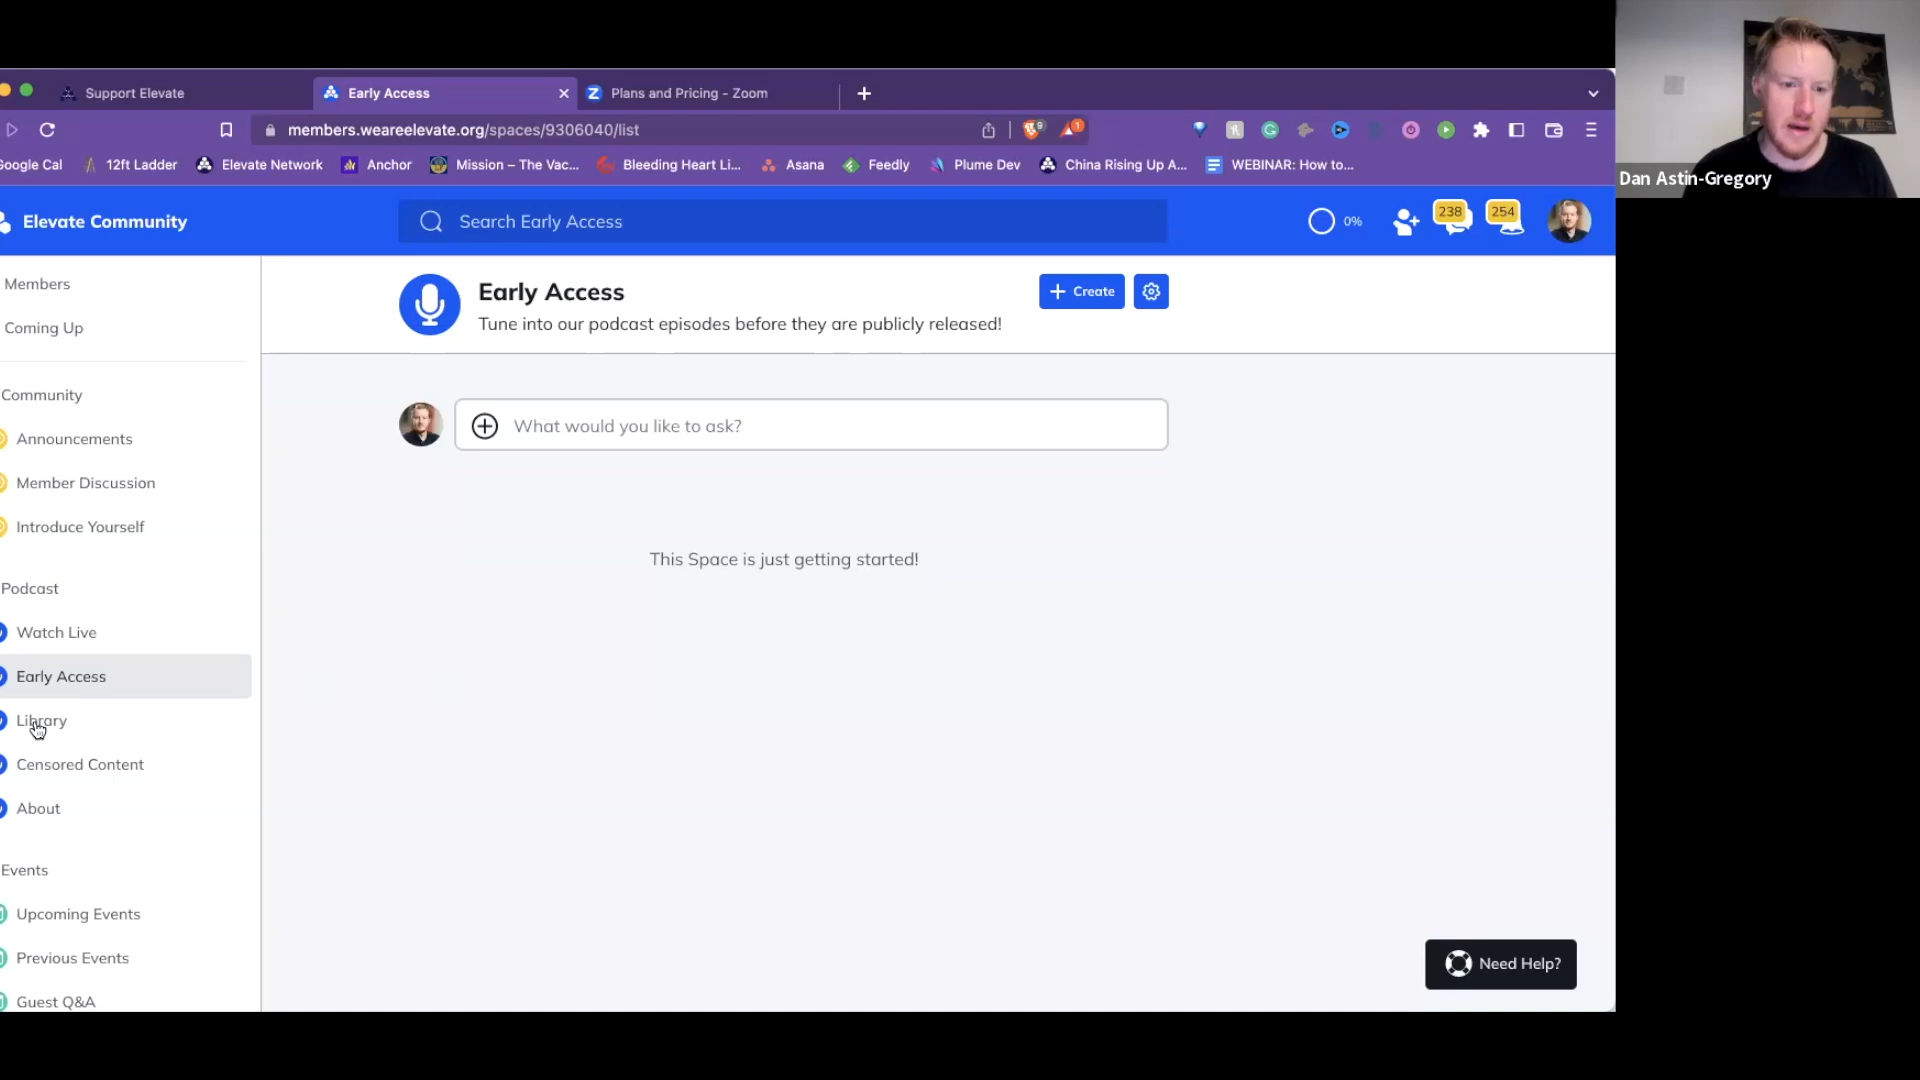 Support Elevate
Early Access
Plans and Pricing - Zoom
members.weareelevate.org/spaces/9306040/list
9
1
Google Cal
12ft Ladder
Elevate Network
Anchor
Mission – The Vac...
Bleeding Heart Li...
Asana
Feedly
Plume Dev
China Rising Up A...
WEBINAR: How to...
Dan Astin-Gregory
Elevate Community
Search Early Access
0%
238
254
Members
Coming Up
Community
Announcements
Member Discussion
Introduce Yourself
Podcast
Watch Live
Early Access
Library
Censored Content
About
Events
Upcoming Events
Previous Events
Guest Q&A
Early Access
Tune into our podcast episodes before they are publicly released!
Create
What would you like to ask?
This Space is just getting started!
Need Help?